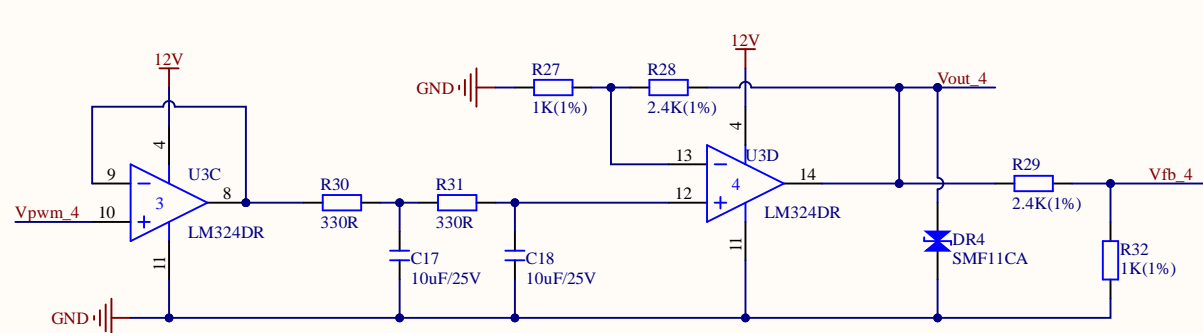 12V
12V
R27
R28
GND
1K(1%)
2.4K(1%)
Vout_4
4
4
9
U3C
8
13
U3D
14
R29
Vfb_4
Vpwm_4
10
3
R30
R31
12
4
2.4K(1%)
330R
330R
LM324DR
LM324DR
11
11
C17
10uF/25V
C18
10uF/25V
DR4
SMF11CA
R32
1K(1%)
GND